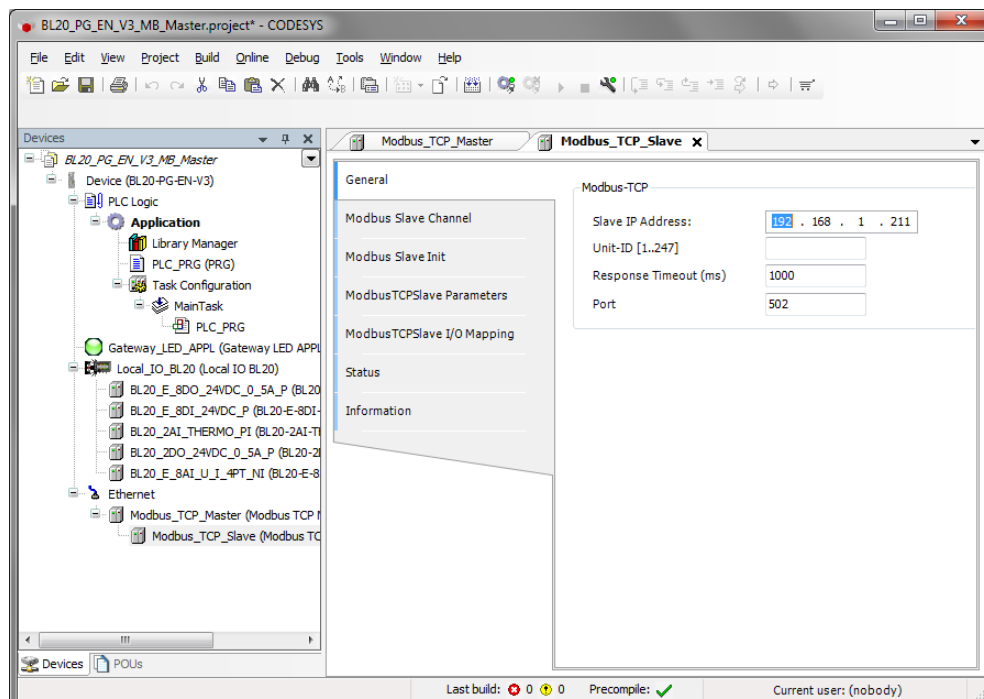 BL20_PG_EN_V3_MB_Master.project* - CODESYS
File Edit View Project Build Online Debug Tools Window Help
Devices
BL20_PG_EN_V3_MB_Master
Device (BL20-PG-EN-V3)
PLC Logic
Application
Library Manager
PLC_PRG (PRG)
Task Configuration
MainTask
PLC_PRG
Gateway_LED_APPL (Gateway LED APPL
Local_IO_BL20 (Local IO BL20)
BL20_E_8DO_24VDC_0_5A_P (BL20
BL20_E_8DI_24VDC_P (BL20-E-8DI-
BL20_2AI_THERMO_PI (BL20-2AI-TH
BL20_2DO_24VDC_0_5A_P (BL20-2
BL20_E_8AI_U_I_4PT_NI (BL20-E-8
Ethernet
Modbus_TCP_Master (Modbus TCP M
Modbus_TCP_Slave (Modbus TC
Devices POUs
Modbus_TCP_Master Modbus_TCP_Slave
General
Modbus Slave Channel
Modbus Slave Init
ModbusTCPSlave Parameters
ModbusTCPSlave I/O Mapping
Status
Information
Modbus-TCP
Slave IP Address: 192 . 168 . 1 . 211
Unit-ID [1..247]
Response Timeout (ms) 1000
Port 502
Last build: 0 0 Precompile: Current user: (nobody)